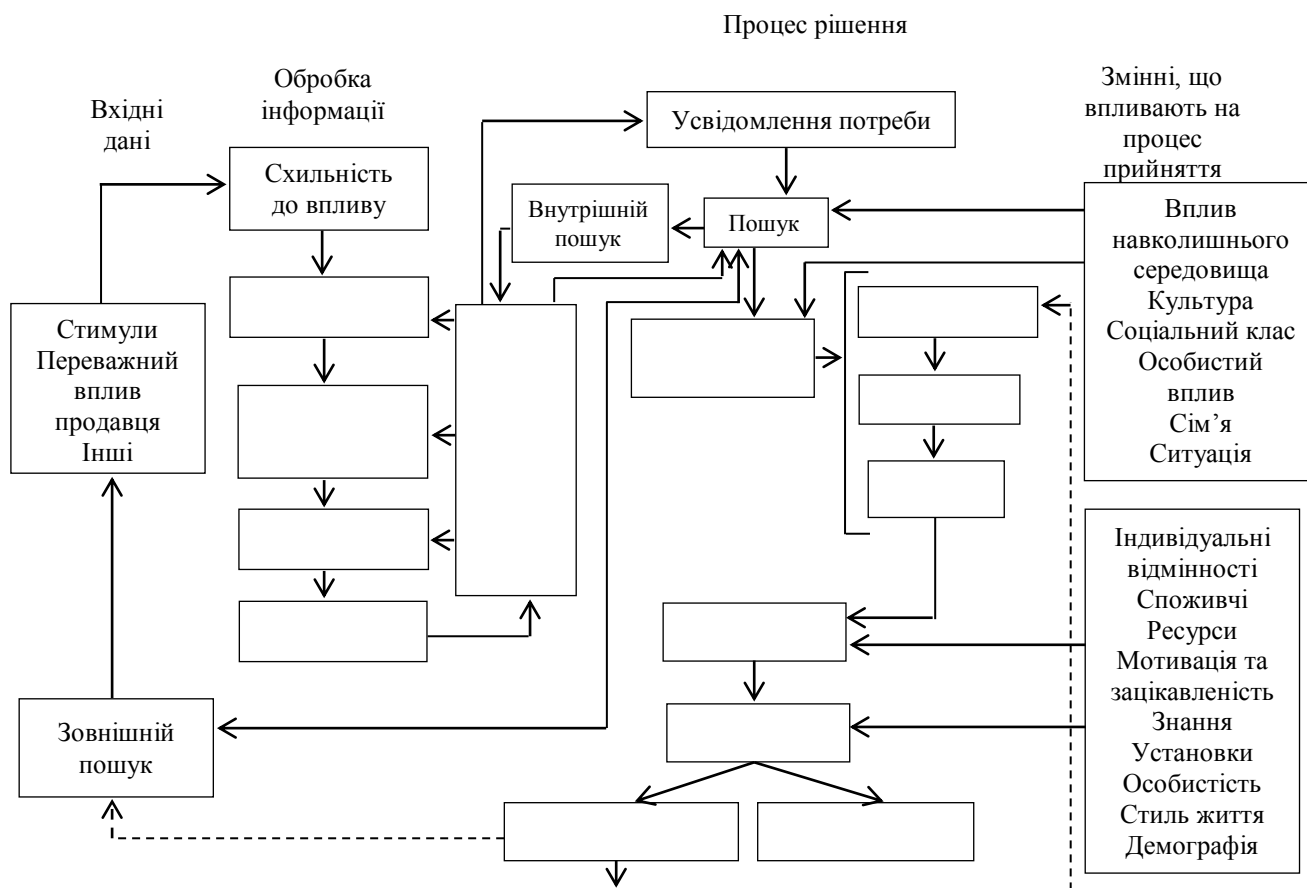 Процес рішення
Обробка
інформації
Вхідні
дані
Змінні, що
впливають на
процес
прийняття
Усвідомлення потреби
Схильність
до впливу
Внутрішній
пошук
Пошук
Вплив
навколишнього
середовища
Культура
Соціальний клас
Особистий
вплив
Сім’я
Ситуація
Стимули
Переважний
вплив
продавця
Інші
Індивідуальні
відмінності
Споживчі
Ресурси
Мотивація та
зацікавленість
Знання
Установки
Особистість
Стиль життя
Демографія
Зовнішній
пошук